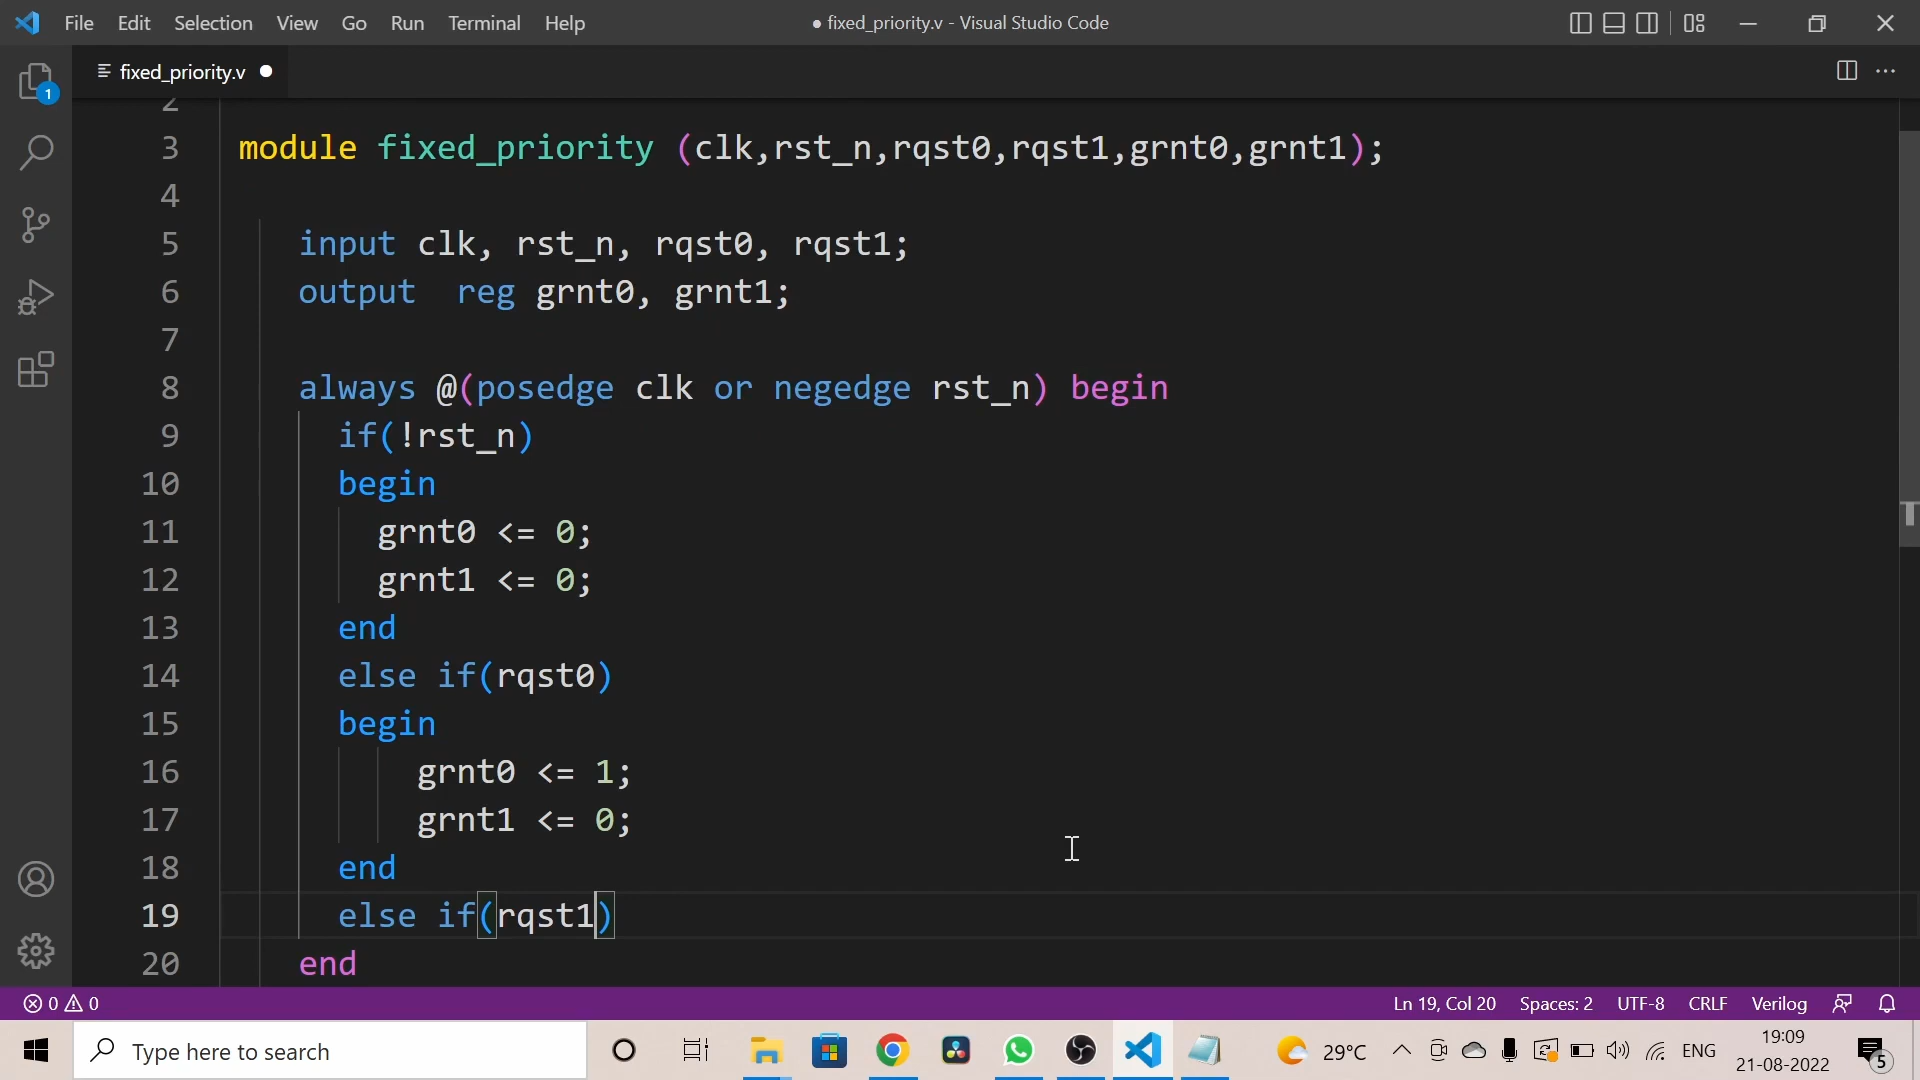 File Edit Selection View Go Run Terminal Help
● fixed_priority.v - Visual Studio Code
fixed_priority.v ●
1
2
3 module fixed_priority (clk,rst_n,rqst0,rqst1,grnt0,grnt1);
4
5 input clk, rst_n, rqst0, rqst1;
6 output  reg grnt0, grnt1;
7
8 always @(posedge clk or negedge rst_n) begin
9 if(!rst_n)
10 begin
11 grnt0 <= 0;
12 grnt1 <= 0;
13 end
14 else if(rqst0)
15 begin
16 grnt0 <= 1;
17 grnt1 <= 0;
18 end
19 else if(rqst1)
20 end
0 0
Ln 19, Col 20 Spaces: 2 UTF-8 CRLF Verilog
Type here to search
29°C
ENG
19:09
21-08-2022
5